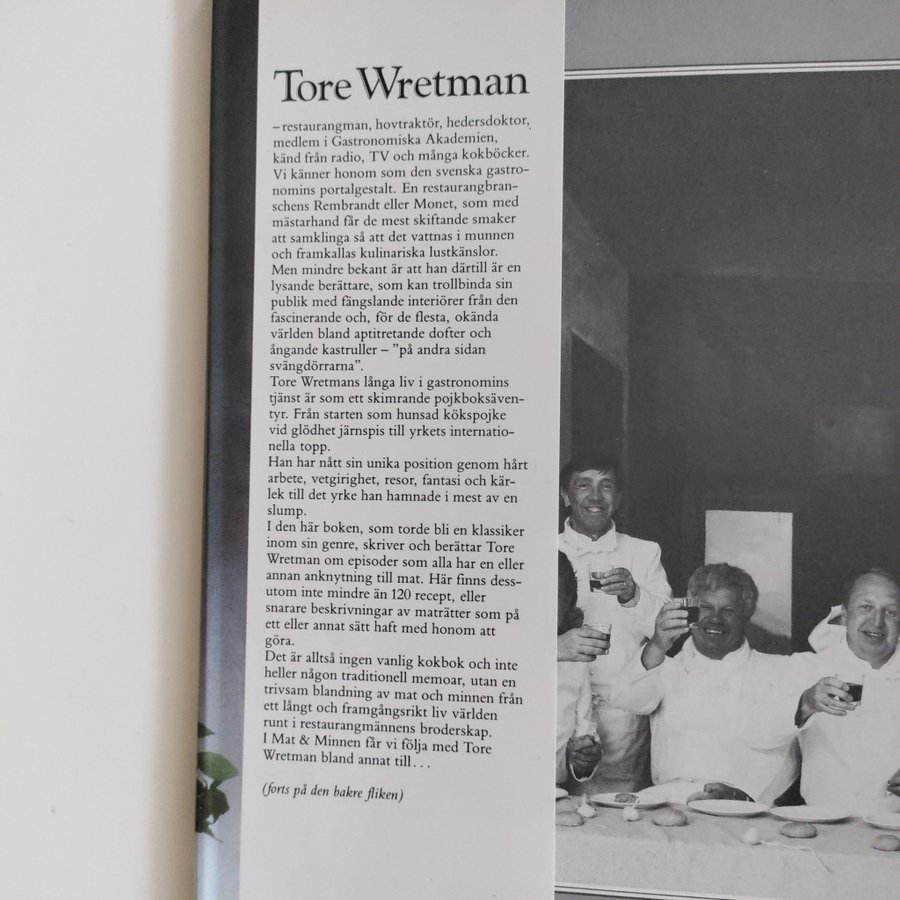 Tore Wretman
– restaurangman, hovtraktör, hedersdoktor,
medlem i Gastronomiska Akademien,
känd från radio, TV och många kokböcker.
Vi känner honom som den svenska gastro-
nomins portalgestalt. En restaurangbran-
schens Rembrandt eller Monet, som med
mästarhand får de mest skiftande smaker
att samklinga så att det vattnas i munnen
och framkallas kulinariska lustkänslor.
Men mindre bekant är att han därtill är en
lysande berättare, som kan trollbinda sin
publik med fängslande interiörer från den
fascinerande och, för de flesta, okända
världen bland aptitretande dofter och
ångande kastruller – ”på andra sidan
svängdörrarna”.
Tore Wretmans långa liv i gastronomins
tjänst är som ett skimrande pojkboksäven-
tyr. Från starten som hunsad kökspojke
vid glödhet järnspis till yrkets internatio-
nella topp.
Han har nått sin unika position genom hårt
arbete, vetgirighet, resor, fantasi och kär-
lek till det yrke han hamnade i mest av en
slump.
I den här boken, som torde bli en klassiker
inom sin genre, skriver och berättar Tore
Wretman om episoder som alla har en eller
annan anknytning till mat. Här finns dess-
utom inte mindre än 120 recept, eller
snarare beskrivningar av maträtter som på
ett eller annat sätt haft med honom att
göra.
Det är alltså ingen vanlig kokbok och inte
heller någon traditionell memoar, utan en
trivsam blandning av mat och minnen från
ett långt och framgångsrikt liv världen
runt i restaurangmännens broderskap.
I Mat & Minnen får vi följa med Tore
Wretman bland annat till . . .
(forts på den bakre fliken)